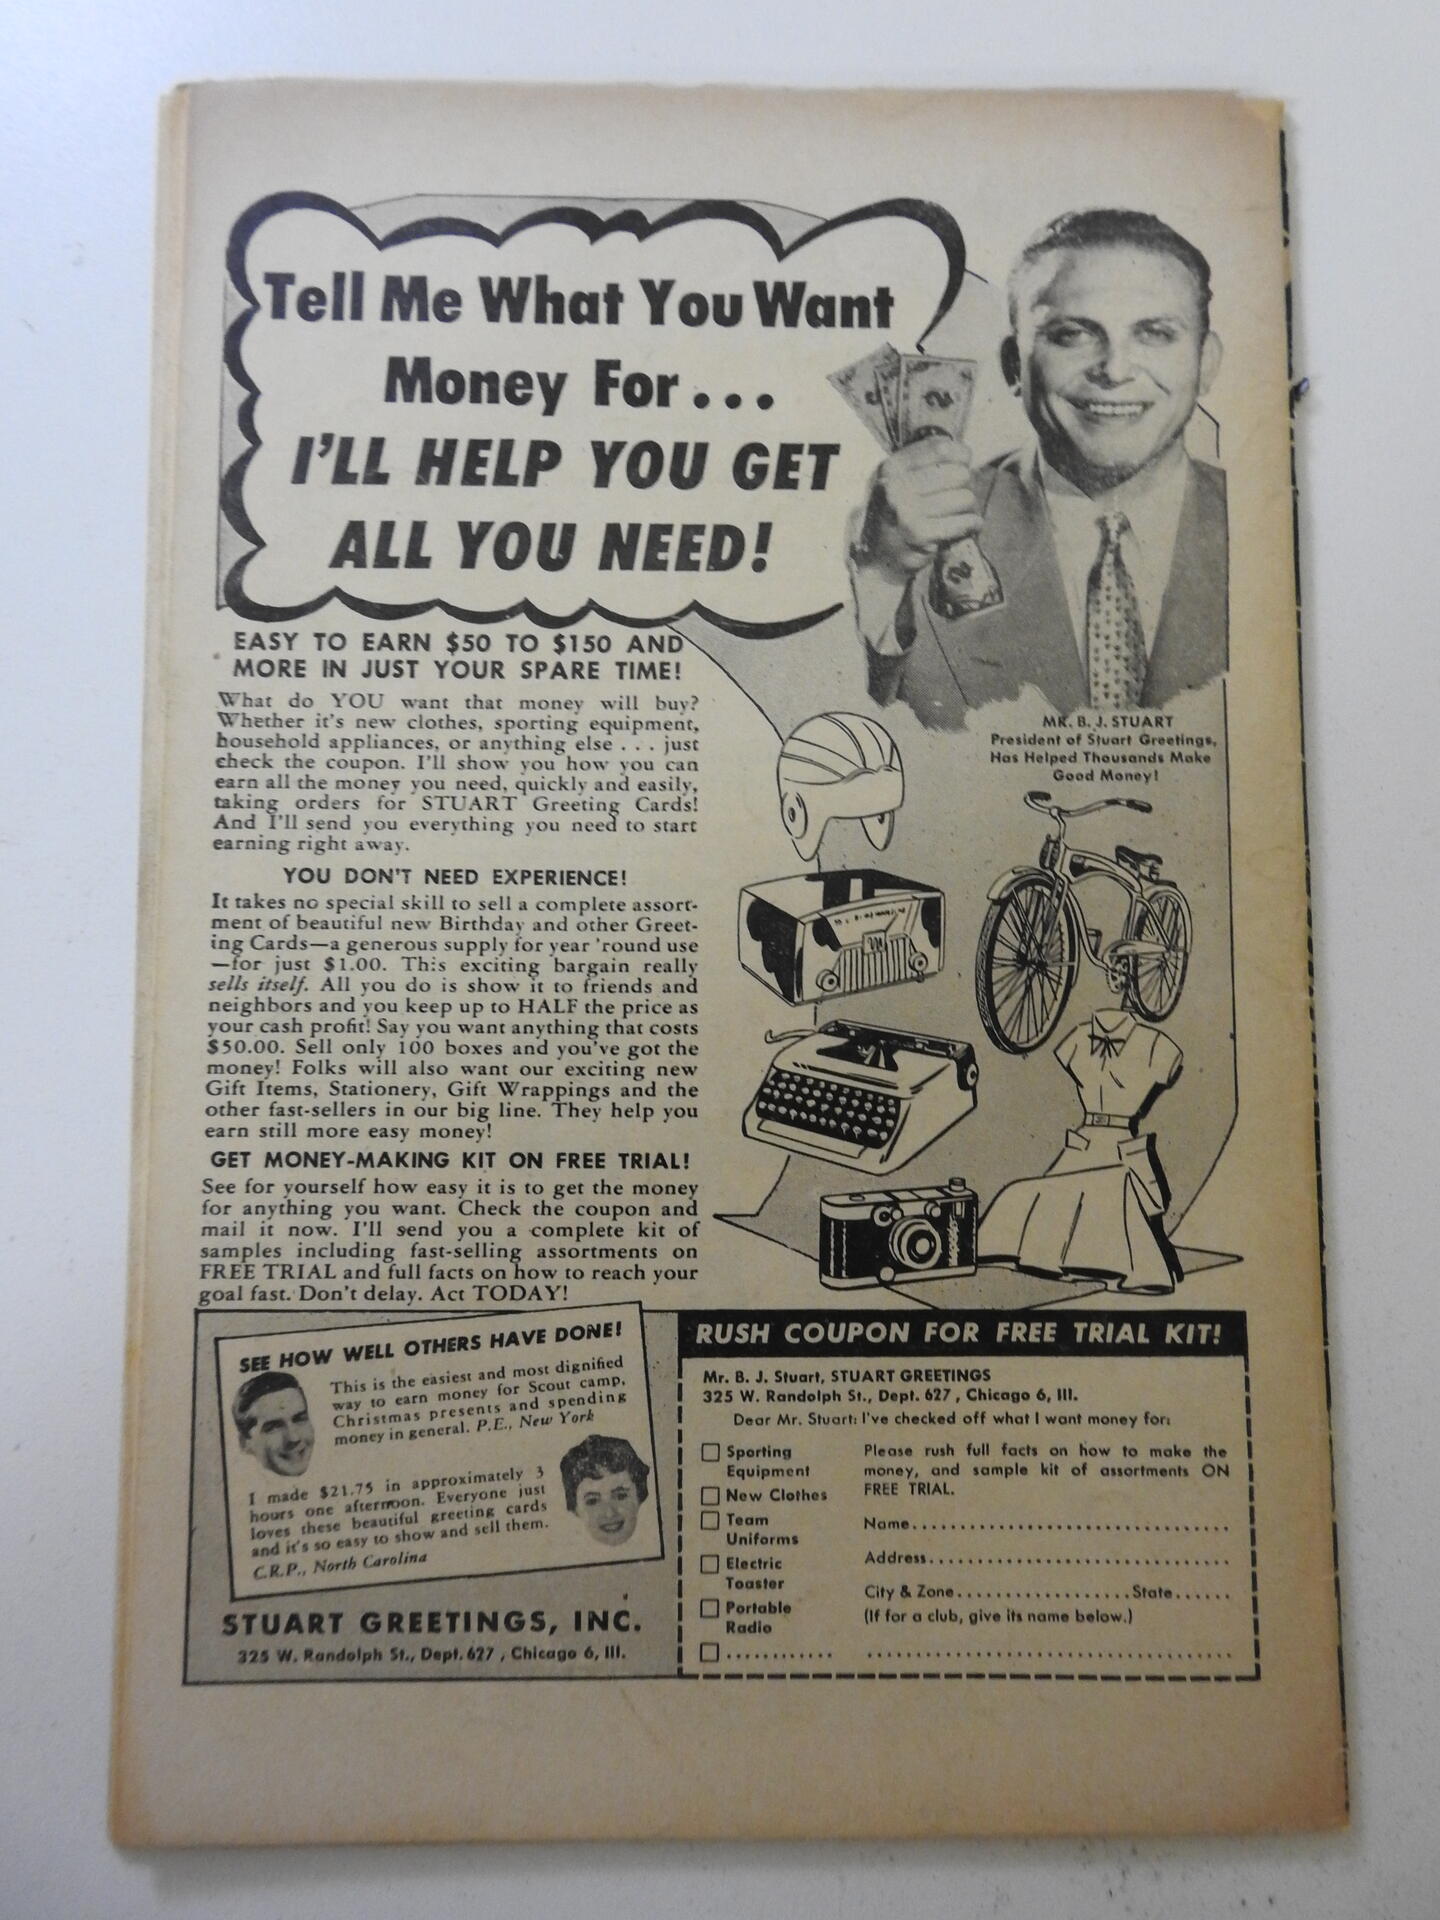 Tell Me What You Want
Money For...
I'LL HELP YOU GET
ALL YOU NEED!
EASY TO EARN $50 TO $150 AND
MORE IN JUST YOUR SPARE TIME!
What do YOU want that money will buy?
Whether it's new clothes, sporting equipment,
household appliances, or anything else . . . just
check the coupon. I'll show you how you can
earn all the money you need, quickly and easily,
taking orders for STUART Greeting Cards!
And I'll send you everything you need to start
earning right away.
YOU DON'T NEED EXPERIENCE!
It takes no special skill to sell a complete assort-
ment of beautiful new Birthday and other Greet-
ing Cards—a generous supply for year 'round use
—for just $1.00. This exciting bargain really
sells itself. All you do is show it to friends and
neighbors and you keep up to HALF the price as
your cash profit! Say you want anything that costs
$50.00. Sell only 100 boxes and you've got the
money! Folks will also want our exciting new
Gift Items, Stationery, Gift Wrappings and the
other fast-sellers in our big line. They help you
earn still more easy money!
GET MONEY-MAKING KIT ON FREE TRIAL!
See for yourself how easy it is to get the money
for anything you want. Check the coupon and
mail it now. I'll send you a complete kit of
samples including fast-selling assortments on
FREE TRIAL and full facts on how to reach your
goal fast. Don't delay. Act TODAY!
MR. B. J. STUART
President of Stuart Greetings,
Has Helped Thousands Make
Good Money!
SEE HOW WELL OTHERS HAVE DONE!
This is the easiest and most dignified
way to earn money for Scout camp,
Christmas presents and spending
money in general. P.E., New York
I made $21.75 in approximately 3
hours one afternoon. Everyone just
loves these beautiful greeting cards
and it's so easy to show and sell them.
C.R.P., North Carolina
STUART GREETINGS, INC.
325 W. Randolph St., Dept. 627, Chicago 6, Ill.
RUSH COUPON FOR FREE TRIAL KIT!
Mr. B. J. Stuart, STUART GREETINGS
325 W. Randolph St., Dept. 627, Chicago 6, Ill.
Dear Mr. Stuart: I've checked off what I want money for:
Sporting
Equipment
New Clothes
Team
Uniforms
Electric
Toaster
Portable
Radio
Please rush full facts on how to make the
money, and sample kit of assortments ON
FREE TRIAL.
Name
Address
City & Zone..................State......
(If for a club, give its name below.)